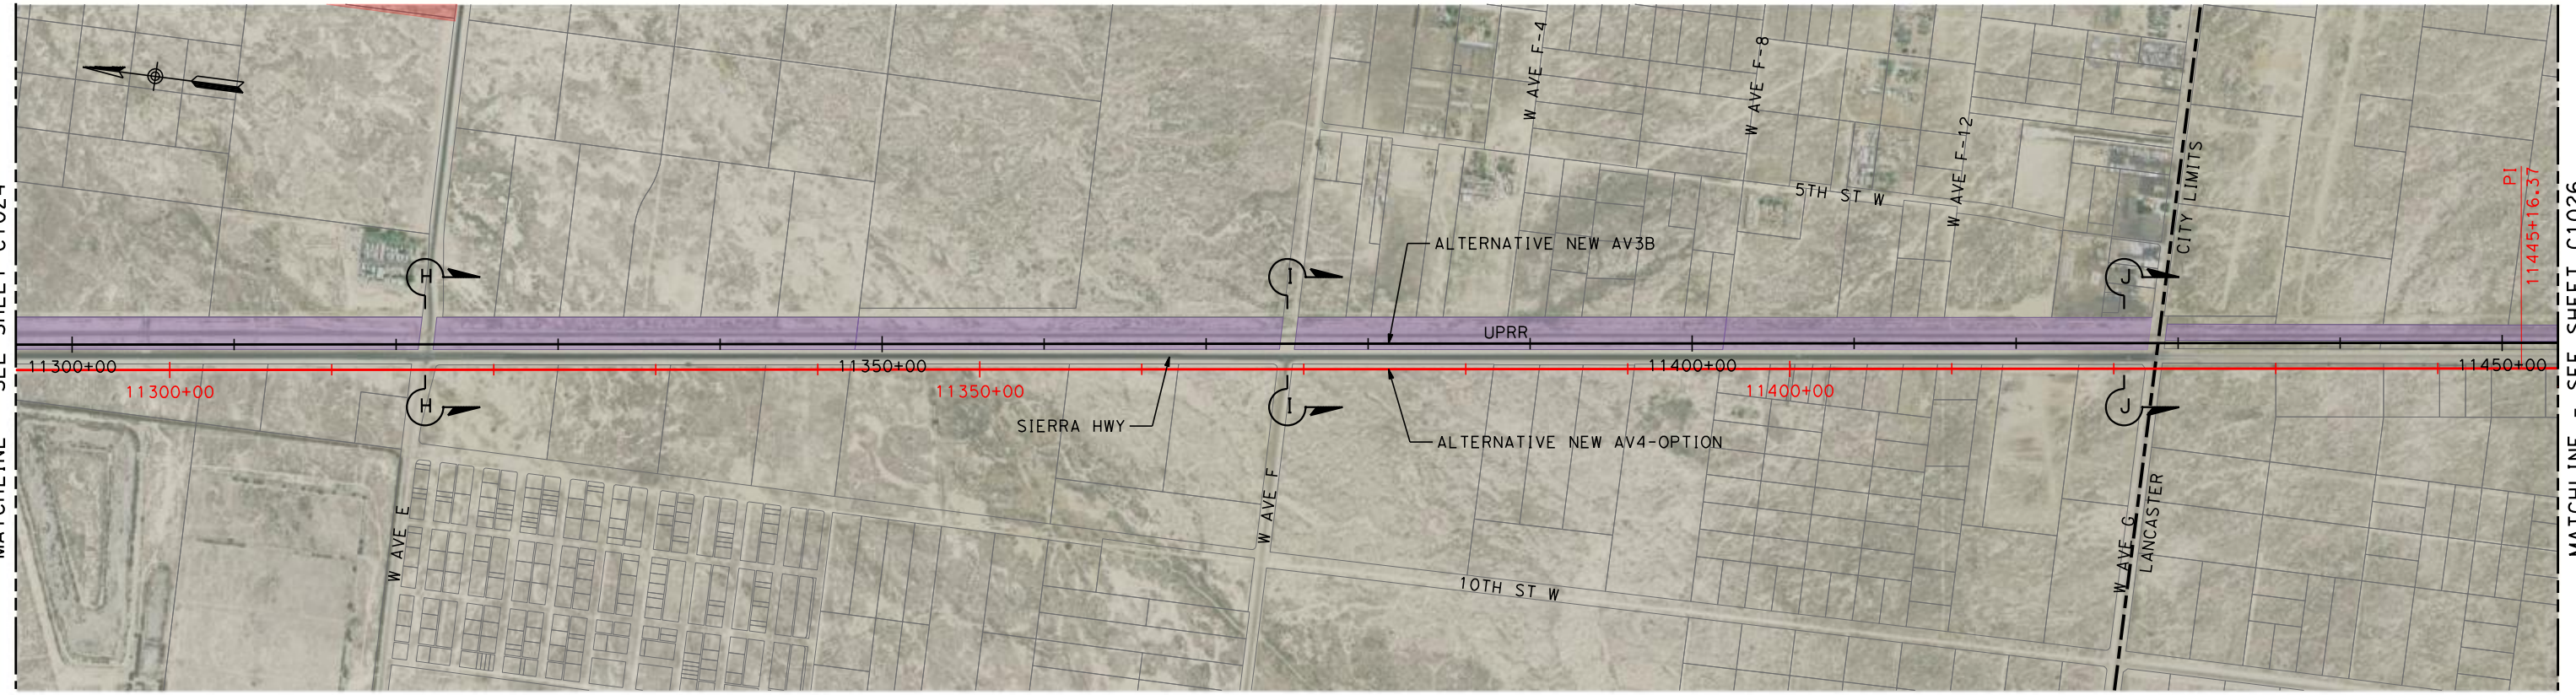 MATCHLINE - SEE SHEET C1024
W AVE F-4
W AVE F-8
W AVE F-12
5TH ST W
CITY LIMITS
PI
11445+16.37
MATCHLINE - SEE SHEET C1026
ALTERNATIVE NEW AV3B
H
I
J
UPRR
11300+00
11350+00
11400+00
11450+00
11300+00
11350+00
11400+00
H
I
J
SIERRA HWY
ALTERNATIVE NEW AV4-OPTION
W AVE E
W AVE F
10TH ST W
W AVE G
LANCASTER